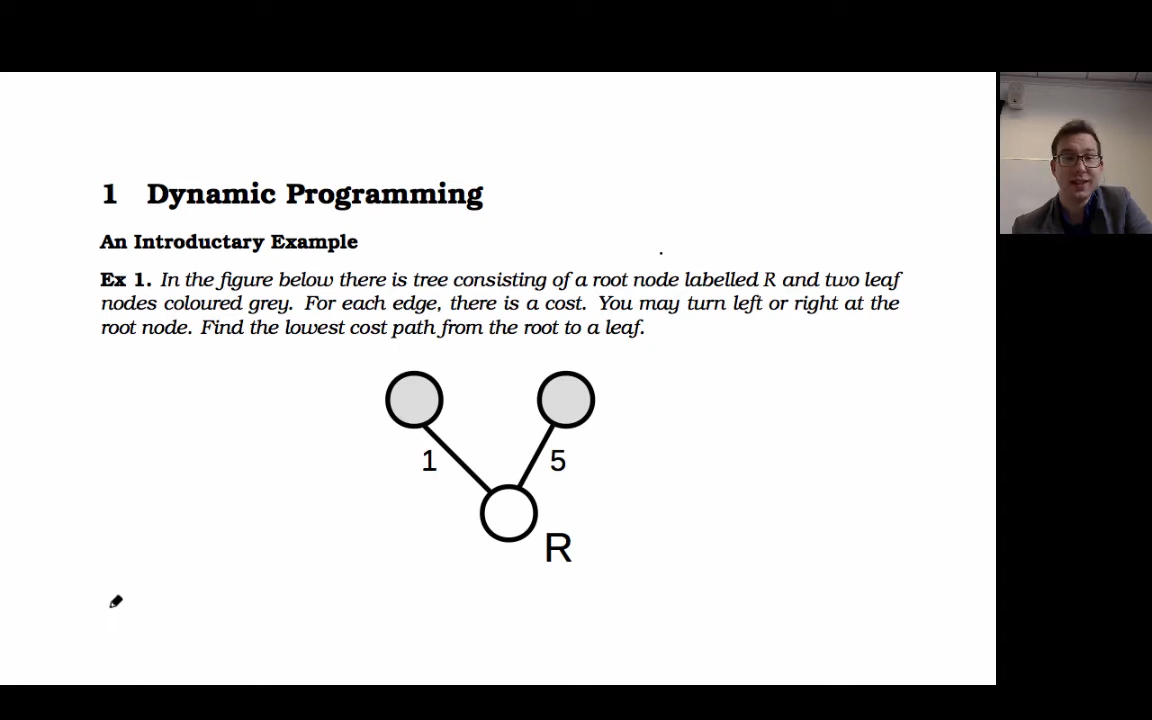 1 Dynamic Programming
An Introductary Example
Ex 1. In the figure below there is tree consisting of a root node labelled R and two leaf
nodes coloured grey. For each edge, there is a cost. You may turn left or right at the
root node. Find the lowest cost path from the root to a leaf.
1
5
R